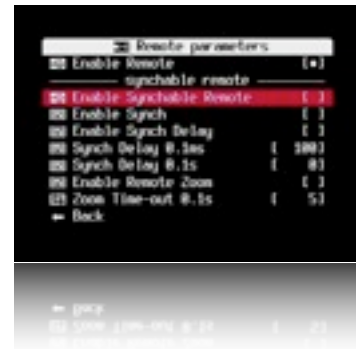 Remote parameters
Enable Remote [•]
synchable remote
Enable Synchable Remote [ ]
Enable Synch [ ]
Enable Synch Delay [ ]
Synch Delay 0.1ms [ 100]
Synch Delay 0.1s [ 0]
Enable Remote Zoom [ ]
Zoom Time-out 0.1s [ 5]
Back